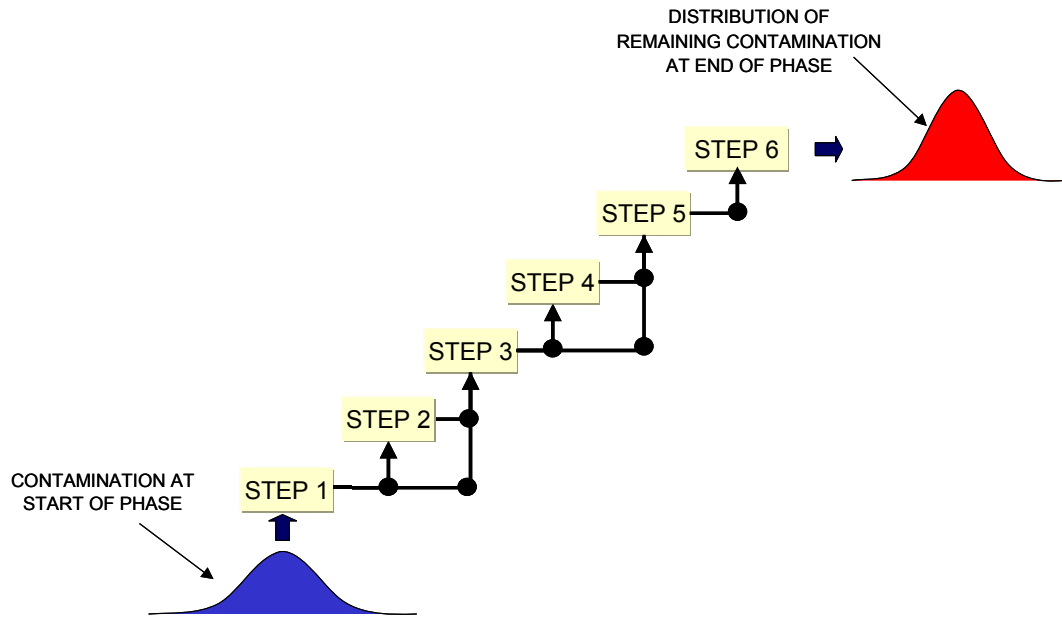 DISTRIBUTION OF
REMAINING CONTAMINATION
AT END OF PHASE
STEP 6
STEP 5
STEP 4
STEP 3
STEP 2
STEP 1
CONTAMINATION AT
START OF PHASE